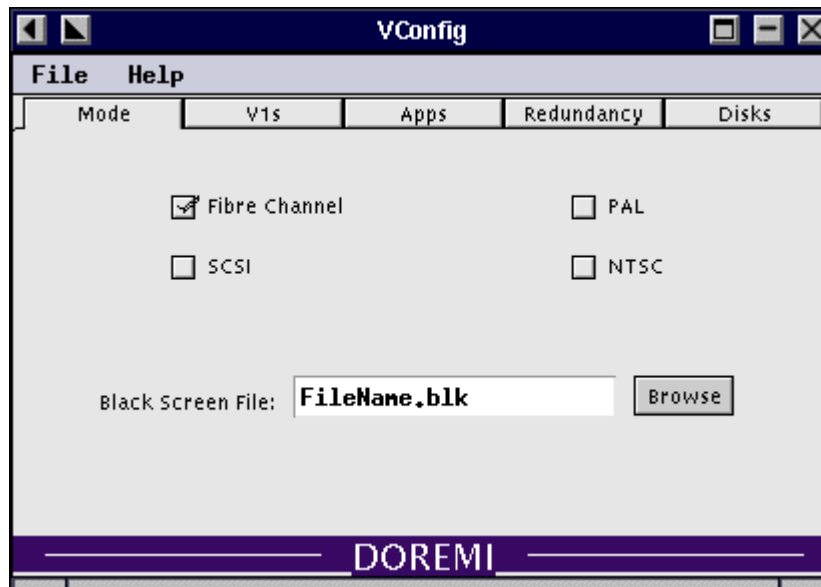 VConfig
File Help
Mode V1s Apps Redundancy Disks
Fibre Channel PAL
SCSI NTSC
Black Screen File: FileName.blk Browse
DOREMI